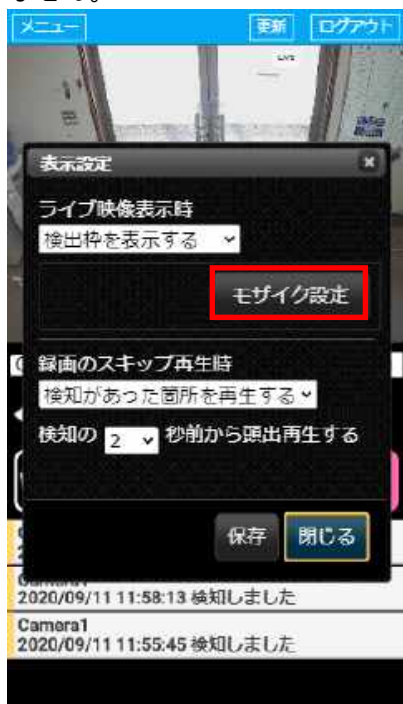 メニュー 更新 ログアウト
LIVE
表示設定
ライブ映像表示時
検出枠を表示する
モザイク設定
録画のスキップ再生時
検知があった箇所を再生する
検知の 2 秒前から頭出再生する
保存 閉じる
2020/09/11 11:58:13 検知しました
Camera1
2020/09/11 11:55:45 検知しました